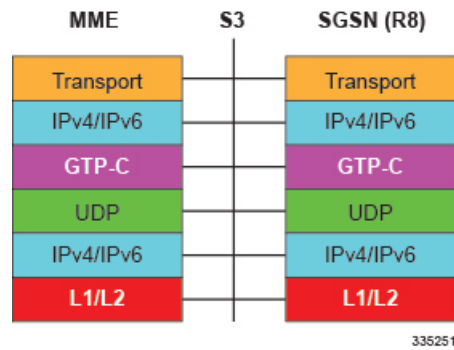 MME S3 SGSN (R8)
Transport Transport
IPv4/IPv6 IPv4/IPv6
GTP-C GTP-C
UDP UDP
IPv4/IPv6 IPv4/IPv6
L1/L2 L1/L2
335251